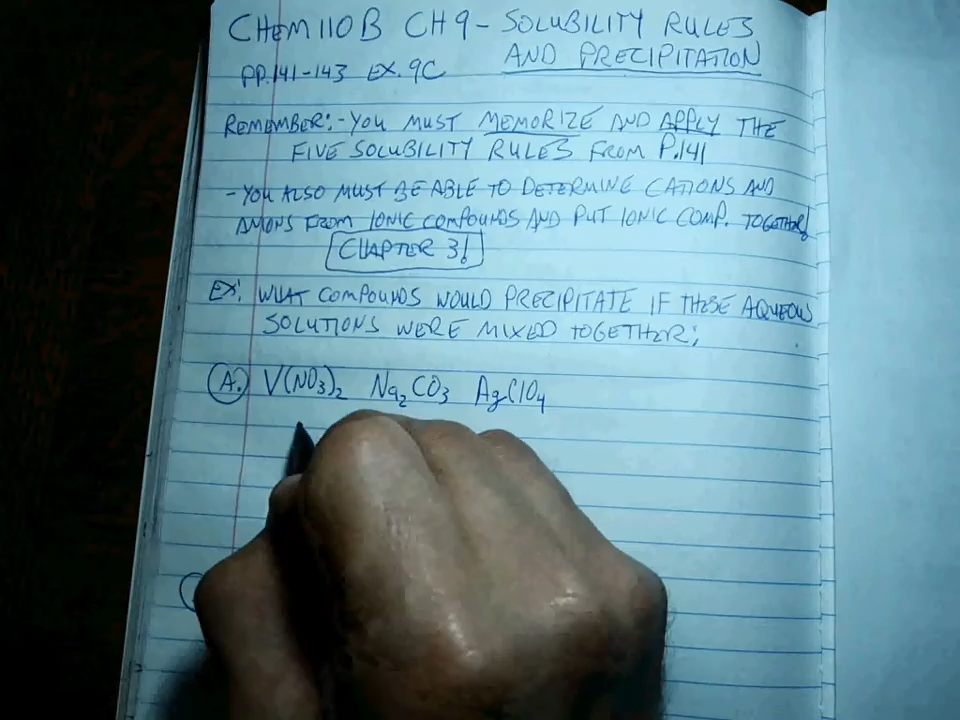 CHEM 110B CH 9 - SOLUBILITY RULES
AND PRECIPITATION
PP.141-143 EX. 9C
REMEMBER: - YOU MUST MEMORIZE AND APPLY THE
FIVE SOLUBILITY RULES FROM P.141
- YOU ALSO MUST BE ABLE TO DETERMINE CATIONS AND
ANIONS FROM IONIC COMPOUNDS AND PUT IONIC COMP. TOGETHER!
CHAPTER 3!
EX: WHAT COMPOUNDS WOULD PRECIPITATE IF THESE AQUEOUS
SOLUTIONS WERE MIXED TOGETHER:
A. V(NO3)2 Na2CO3 AgClO4